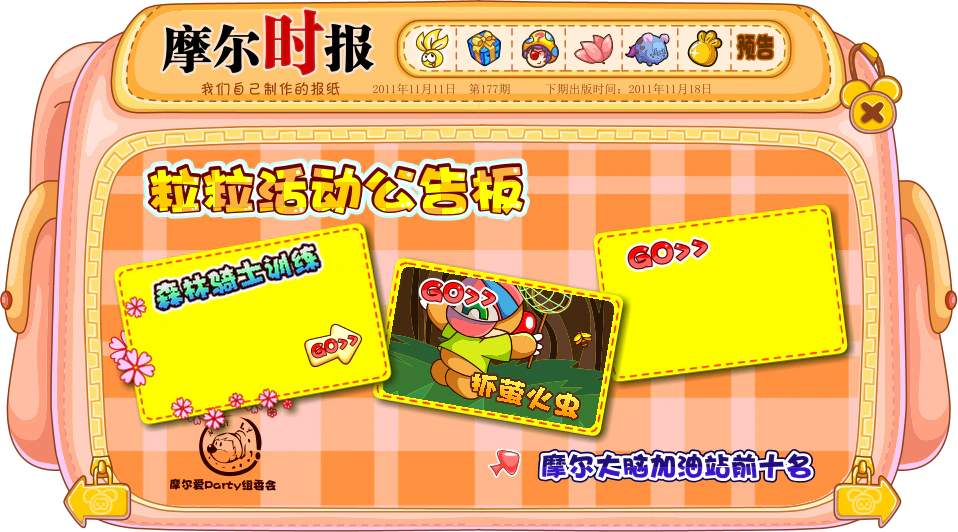 摩尔时报
预告
我们自己制作的报纸 2011年11月11日 第177期 下期出版时间：2011年11月18日
粒粒活动公告板
森林骑士训练
GO>>
GO>>
抓萤火虫
GO>>
摩尔爱Party组委会
摩尔大脑加油站前十名